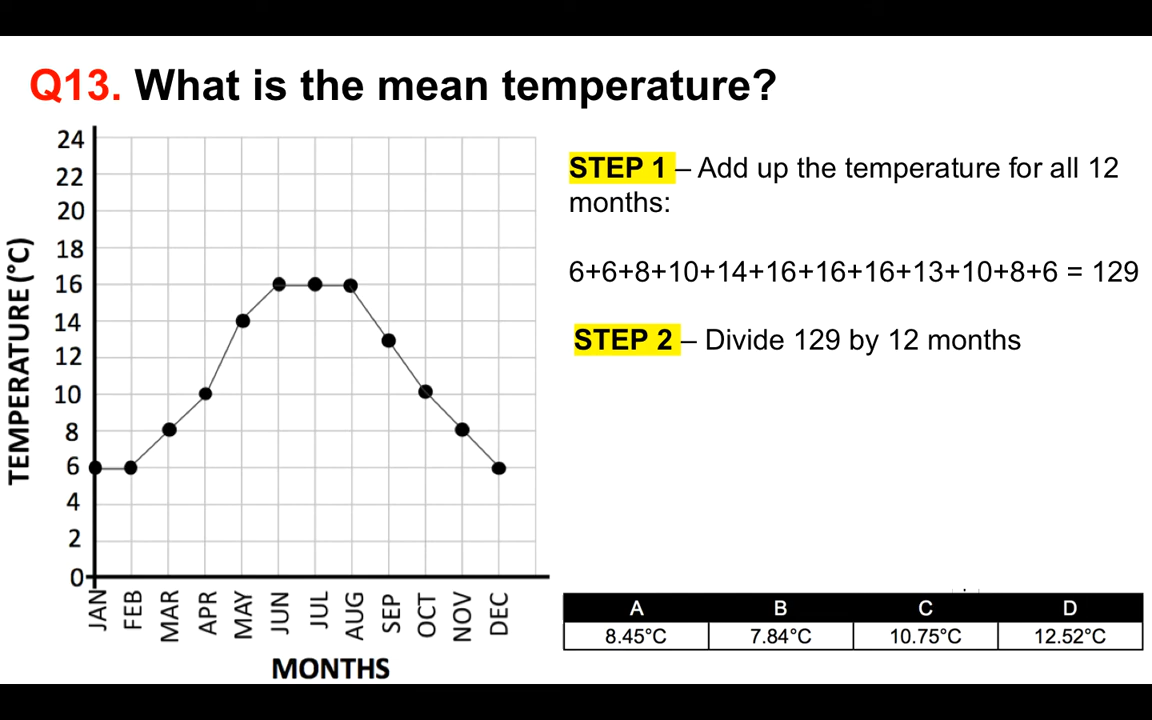 Q13. What is the mean temperature?
24
22
20
18
16
14
12
10
8
6
4
2
0
TEMPERATURE (°C)
JAN
FEB
MAR
APR
MAY
JUN
JUL
AUG
SEP
OCT
NOV
DEC
MONTHS
STEP 1 – Add up the temperature for all 12
months:
6+6+8+10+14+16+16+16+13+10+8+6 = 129
STEP 2 – Divide 129 by 12 months
A B C D
8.45°C 7.84°C 10.75°C 12.52°C